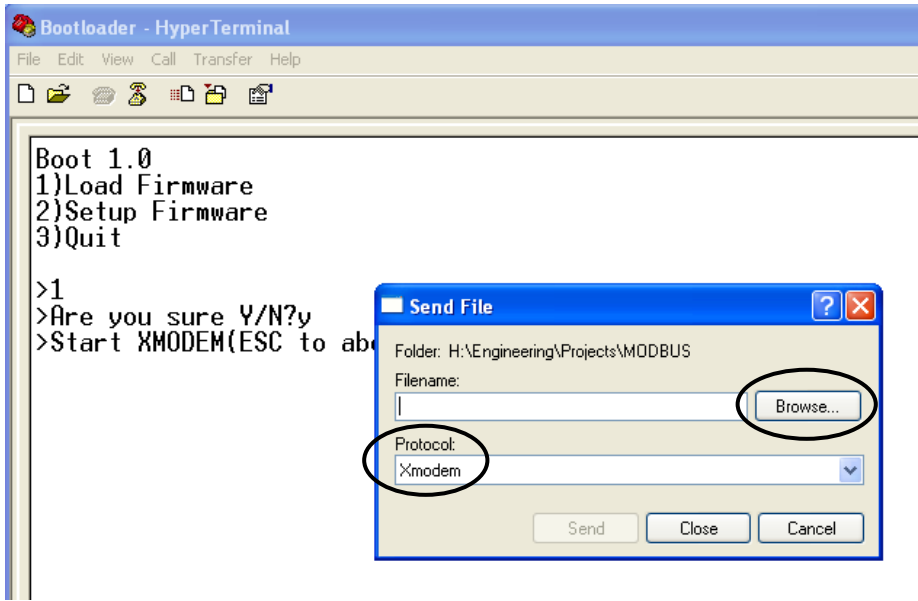 Bootloader - HyperTerminal
File Edit View Call Transfer Help
Boot 1.0
1)Load Firmware
2)Setup Firmware
3)Quit
>1
>Are you sure Y/N?y
>Start XMODEM(ESC to
Send File
Folder: H:\Engineering\Projects\MODBUS
Filename:
Browse...
Protocol:
Xmodem
Send Close Cancel